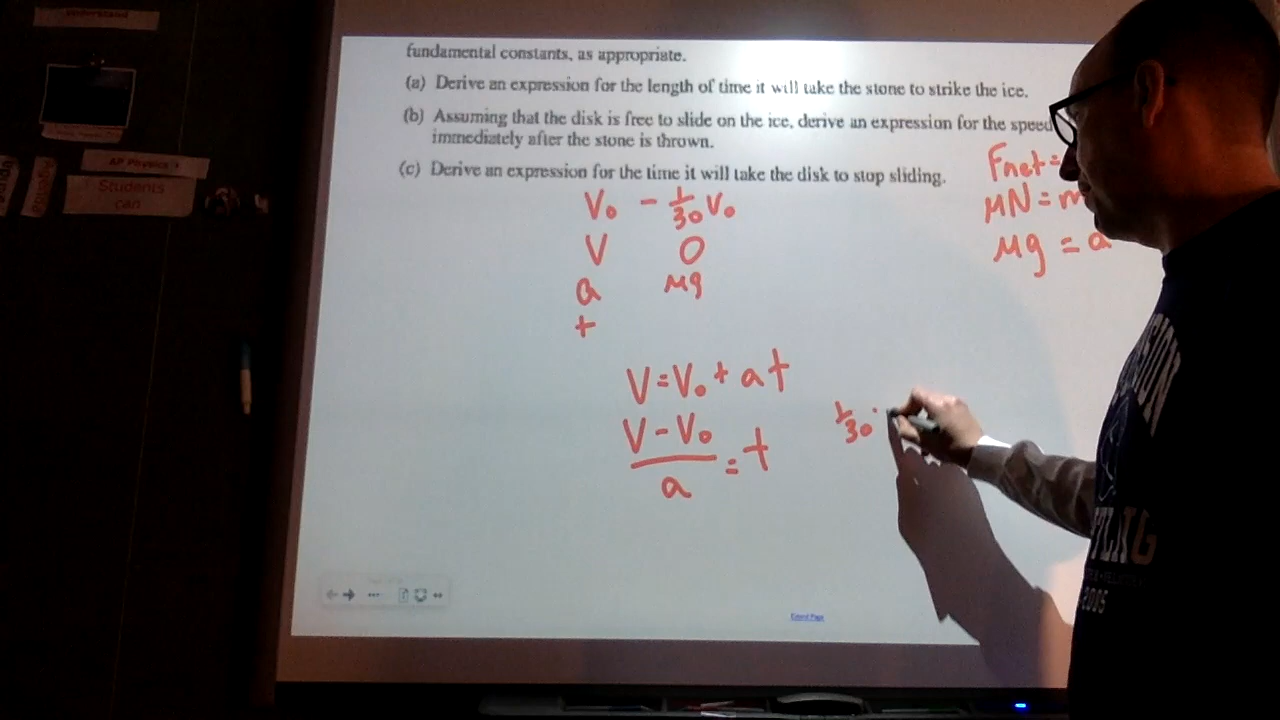 understand
AP Physics
Students
can
fundamental constants, as appropriate.
(a) Derive an expression for the length of time it will take the stone to strike the ice.
(b) Assuming that the disk is free to slide on the ice, derive an expression for the speed
immediately after the stone is thrown.
(c) Derive an expression for the time it will take the disk to stop sliding.
Fnet=
μN=m
μg = a
V₀ - 1/30 V₀
V 0
a μg
t
V=V₀+at
(V-V₀)/a = t
1/30
2005